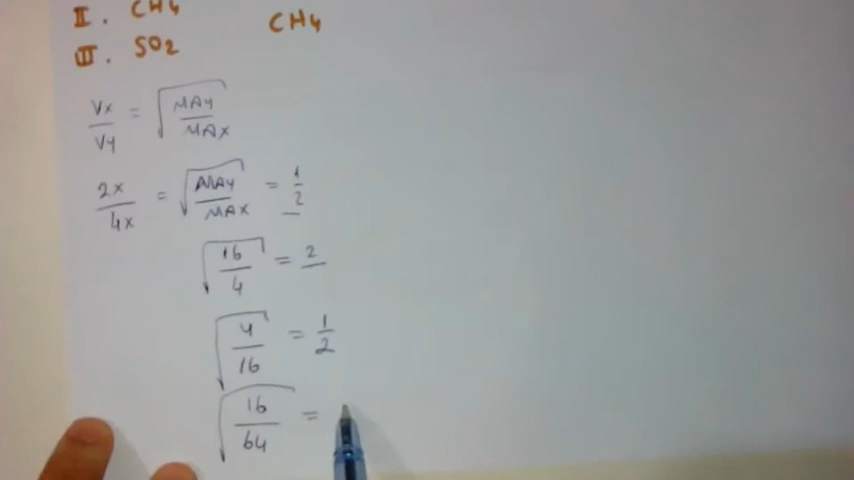 II. CH4
CH4
III. SO2
Vx/Vy = √(MAy/MAx)
2x/4x = √(MAy/MAx) = 1/2
√(16/4) = 2
√(4/16) = 1/2
√(16/64) =